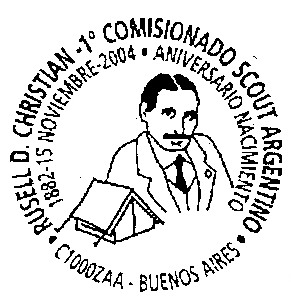 RUSELL D. CHRISTIAN - 1° COMISIONADO SCOUT ARGENTINO
1882-15 NOVIEMBRE-2004 • ANIVERSARIO NACIMIENTO
• C1000ZAA - BUENOS AIRES •